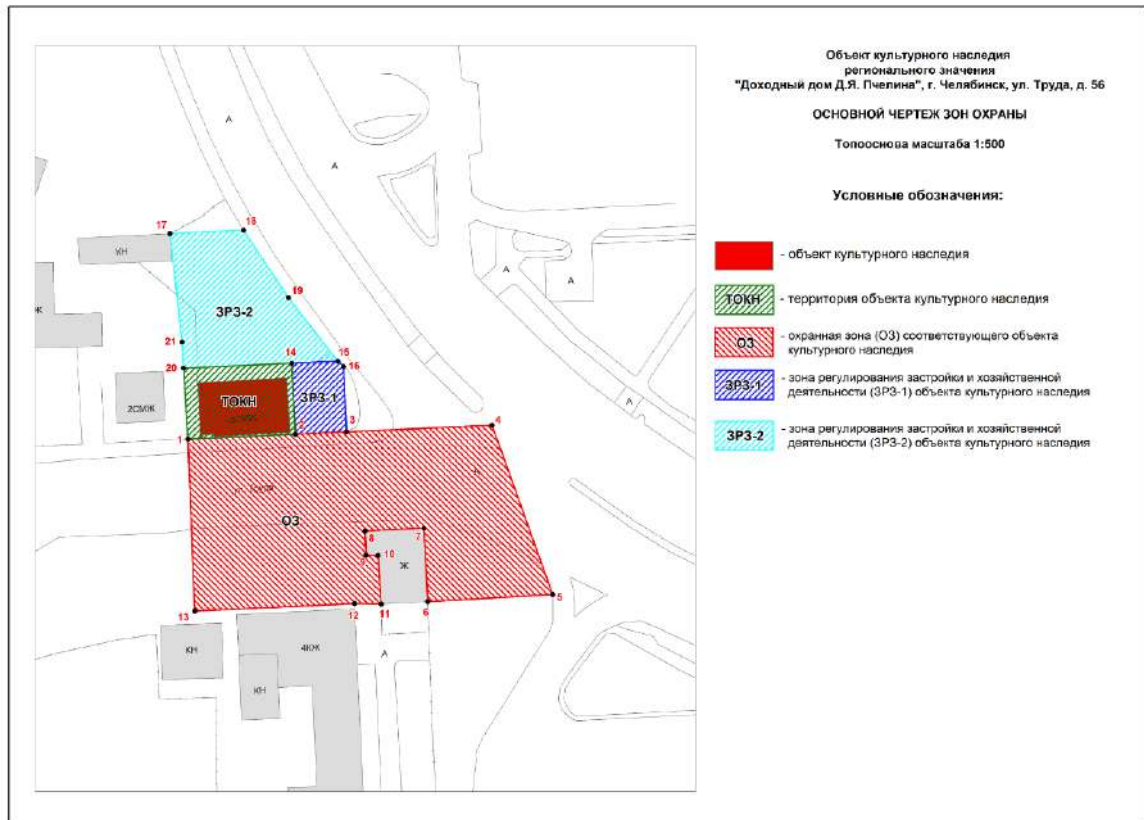 Объект культурного наследия
регионального значения
"Доходный дом Д.Я. Пчелина", г. Челябинск, ул. Труда, д. 56
ОСНОВНОЙ ЧЕРТЕЖ ЗОН ОХРАНЫ
Топооснова масштаба 1:500
Условные обозначения:
- объект культурного наследия
ТОКН - территория объекта культурного наследия
ОЗ - охранная зона (ОЗ) соответствующего объекта
культурного наследия
ЗРЗ-1 - зона регулирования застройки и хозяйственной
деятельности (ЗРЗ-1) объекта культурного наследия
ЗРЗ-2 - зона регулирования застройки и хозяйственной
деятельности (ЗРЗ-2) объекта культурного наследия
А
А
17
18
КН
А
А
19
ЗРЗ-2
Ж
21
14
15
16
20
2СМЖ
ТОКН
ЗРЗ-1
А
1
2
3
4
ОЗ
8
7
9
10
Ж
5
13
12
11
6
КН
4КЖ
А
КН